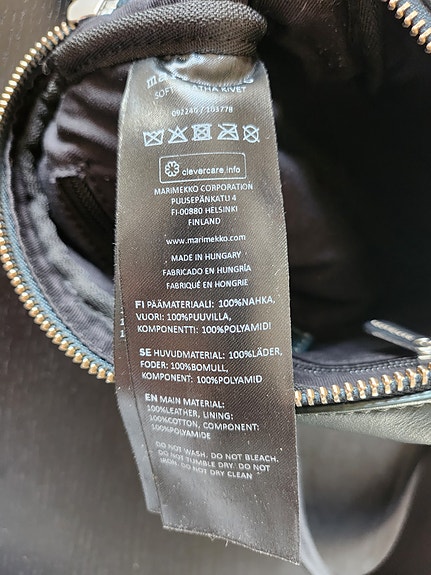 SOFT
THA KIVET
092240 / 103778
clevercare.info
MARIMEKKO CORPORATION
PUUSEPÄNKATU 4
FI-00880 HELSINKI
FINLAND
www.marimekko.com
MADE IN HUNGARY
FABRICADO EN HUNGRÍA
FABRIQUÉ EN HONGRIE
FI PÄÄMATERIAALI: 100%NAHKA,
VUORI: 100%PUUVILLA,
KOMPONENTTI: 100%POLYAMIDI
SE HUVUDMATERIAL: 100%LÄDER,
FODER: 100%BOMULL,
KOMPONENT: 100%POLYAMID
EN MAIN MATERIAL:
100%LEATHER, LINING:
100%COTTON, COMPONENT:
100%POLYAMIDE
DO NOT WASH. DO NOT BLEACH.
DO NOT TUMBLE DRY. DO NOT
IRON. DO NOT DRY CLEAN